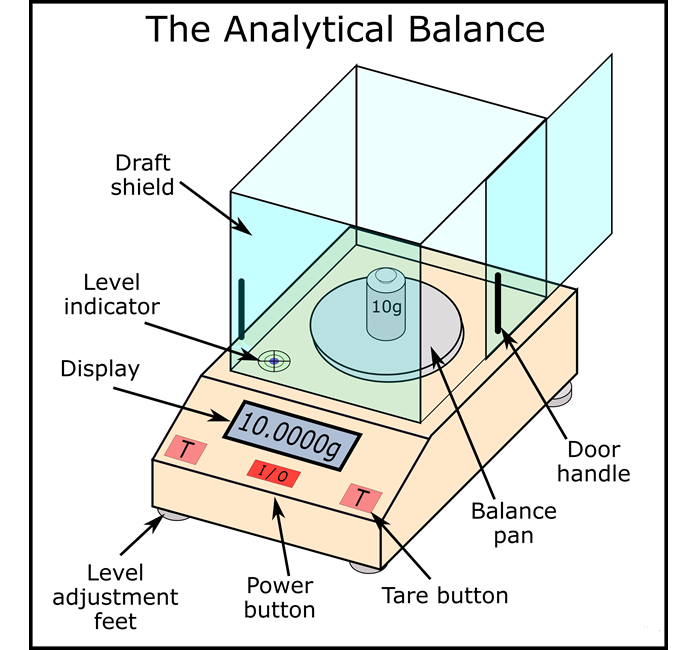 The Analytical Balance
Draft
shield
Level
indicator
10g
Display
10.0000g
T
I/O
T
Door
handle
Balance
pan
Level
adjustment
feet
Power
button
Tare button